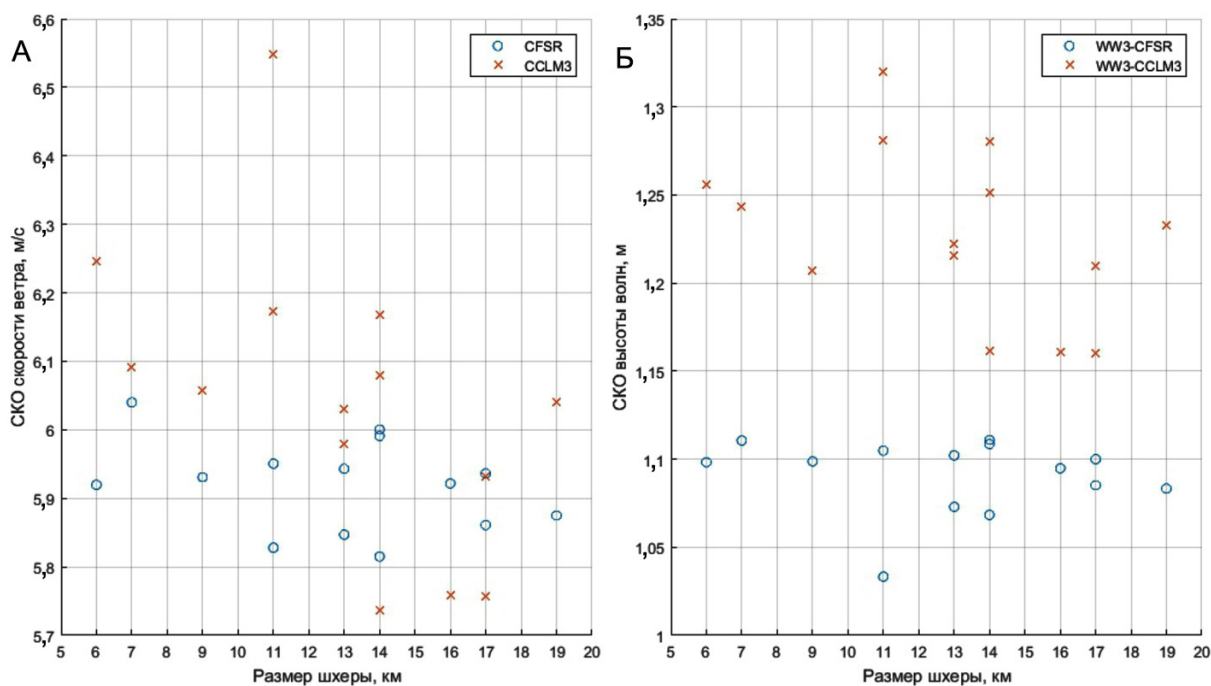 А
6,6
6,5
6,4
6,3
6,2
6,1
6
5,9
5,8
5,7
СКО скорости ветра, м/с
CFSR
CCLM3
5 6 7 8 9 10 11 12 13 14 15 16 17 18 19 20
Размер шхеры, км
Б
1,35
1,3
1,25
1,2
1,15
1,1
1,05
1
СКО высоты волн, м
WW3-CFSR
WW3-CCLM3
5 6 7 8 9 10 11 12 13 14 15 16 17 18 19 20
Размер шхеры, км